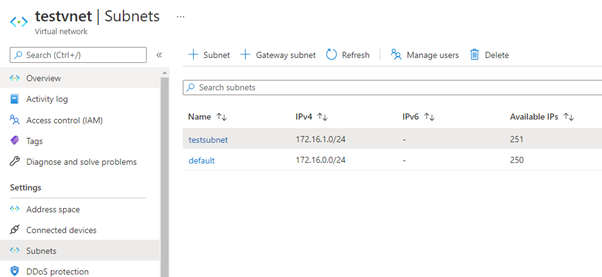 testvnet | Subnets ...
Virtual network
Search (Ctrl+/) «
+ Subnet + Gateway subnet Refresh Manage users Delete
Overview
Activity log
Access control (IAM)
Tags
Diagnose and solve problems
Settings
Address space
Connected devices
Subnets
DDoS protection
Search subnets
Name ↑↓ IPv4 ↑↓ IPv6 ↑↓ Available IPs ↑↓
testsubnet 172.16.1.0/24 - 251
default 172.16.0.0/24 - 250